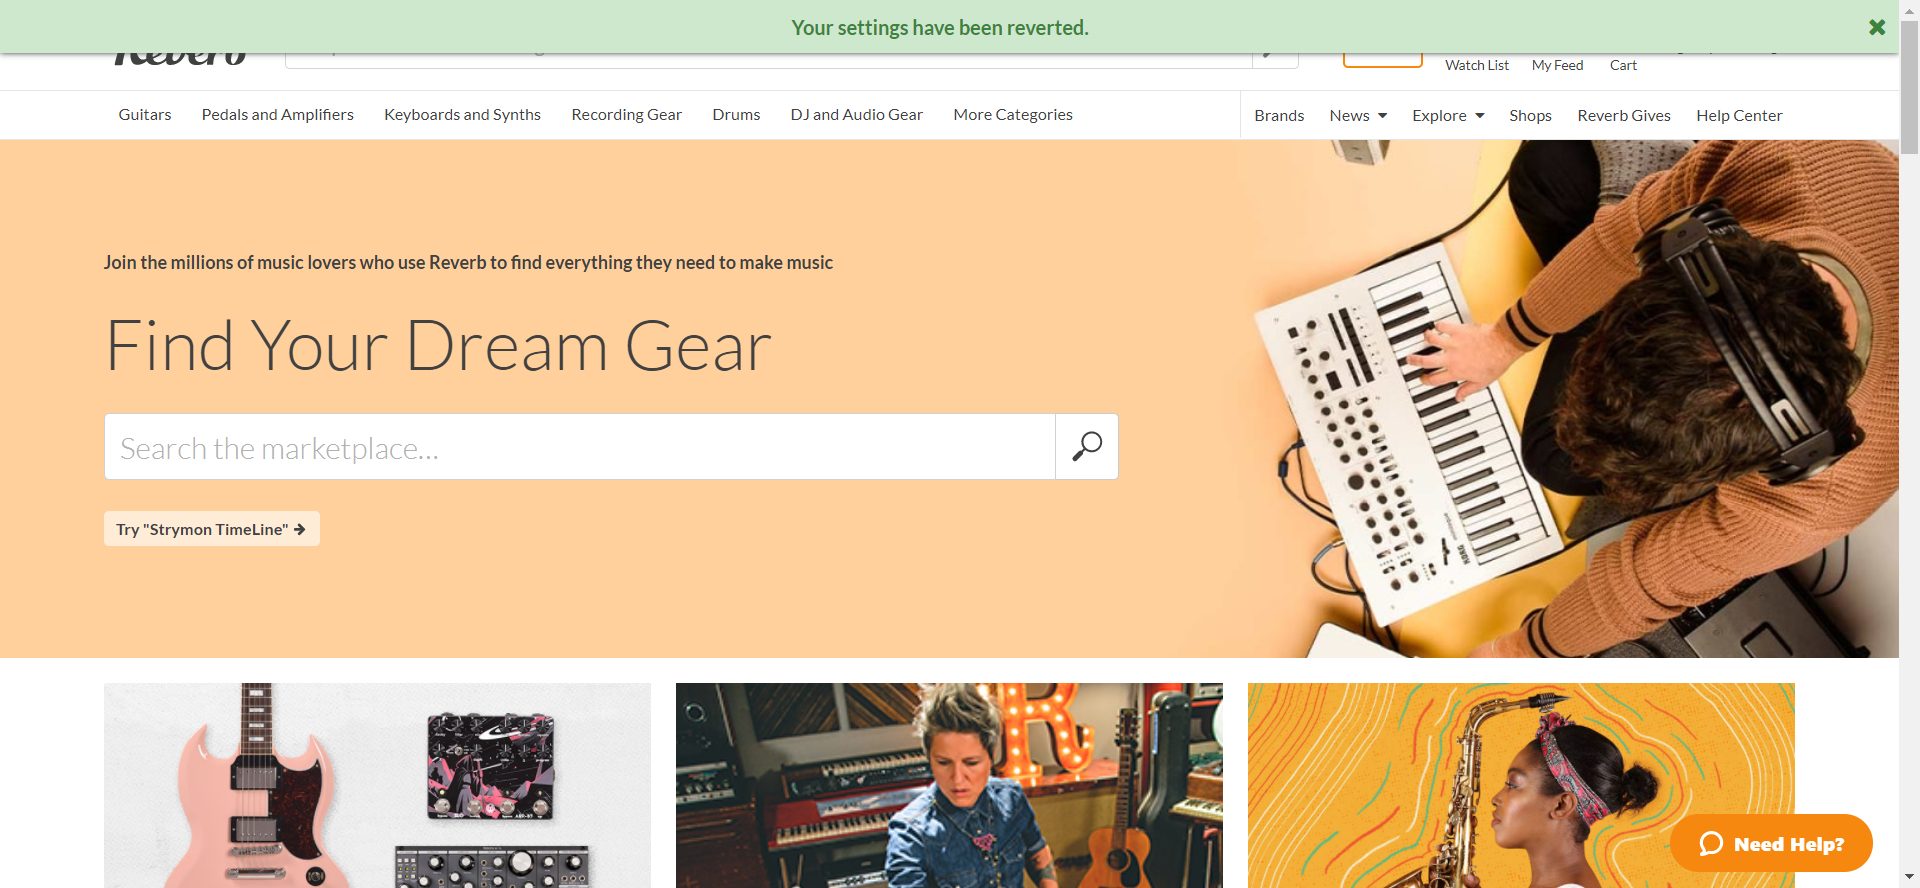 Your settings have been reverted.
Reverb
Watch List
My Feed
Cart
Guitars
Pedals and Amplifiers
Keyboards and Synths
Recording Gear
Drums
DJ and Audio Gear
More Categories
Brands
News
Explore
Shops
Reverb Gives
Help Center
Join the millions of music lovers who use Reverb to find everything they need to make music
Find Your Dream Gear
Search the marketplace...
Try "Strymon TimeLine"
KORG
R
Need Help?